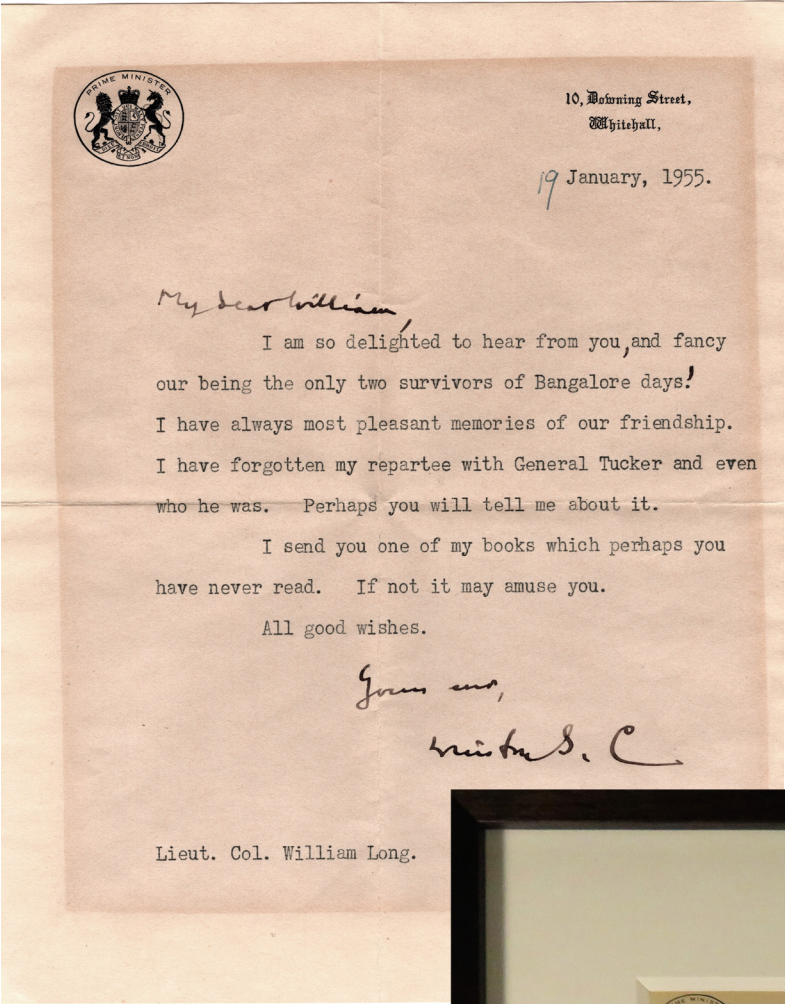 PRIME MINISTER
10, Downing Street,
Whitehall,
19 January, 1955.
My dear William,
I am so delighted to hear from you, and fancy
our being the only two survivors of Bangalore days!
I have always most pleasant memories of our friendship.
I have forgotten my repartee with General Tucker and even
who he was. Perhaps you will tell me about it.
I send you one of my books which perhaps you
have never read. If not it may amuse you.
All good wishes.
Yours ever,
Winston S. C
Lieut. Col. William Long.
PRIME MINIS